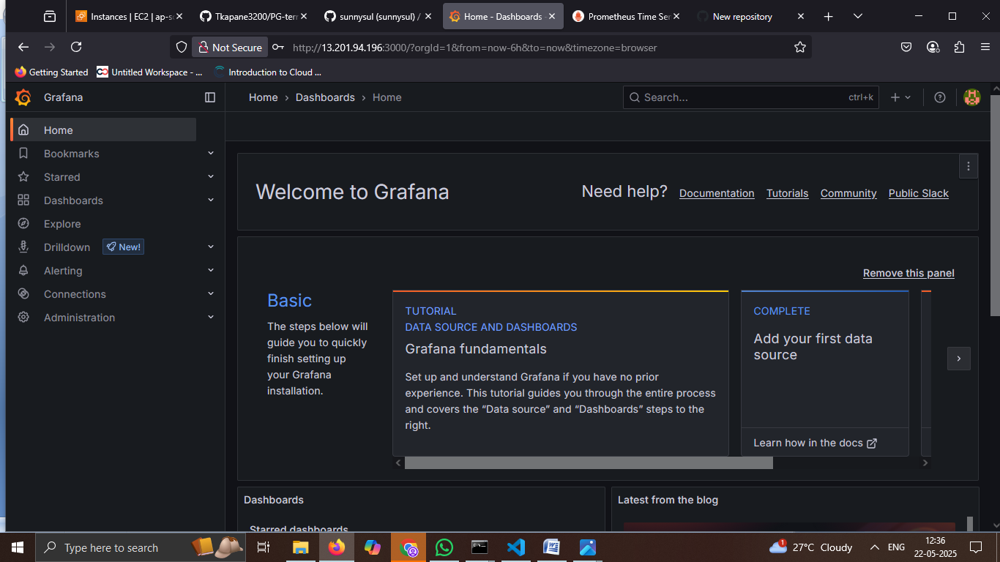 Instances | EC2 | ap-s
Tkapane3200/PG-terr
sunnysul (sunnysul) /
Home - Dashboards -
Prometheus Time Ser
New repository
Not Secure
http://13.201.94.196:3000/?orgId=1&from=now-6h&to=now&timezone=browser
Getting Started
Untitled Workspace - ...
Introduction to Cloud ...
Grafana
Home › Dashboards › Home
Search...
ctrl+k
Home
Bookmarks
Starred
Dashboards
Explore
Drilldown
New!
Alerting
Connections
Administration
Welcome to Grafana
Need help?
Documentation
Tutorials
Community
Public Slack
Remove this panel
Basic
The steps below will
guide you to quickly
finish setting up
your Grafana
installation.
TUTORIAL
DATA SOURCE AND DASHBOARDS
Grafana fundamentals
Set up and understand Grafana if you have no prior
experience. This tutorial guides you through the entire process
and covers the “Data source” and “Dashboards” steps to the
right.
COMPLETE
Add your first data
source
Learn how in the docs
Dashboards
Starred dashboards
Latest from the blog
Type here to search
1
27°C Cloudy
ENG
12:36
22-05-2025